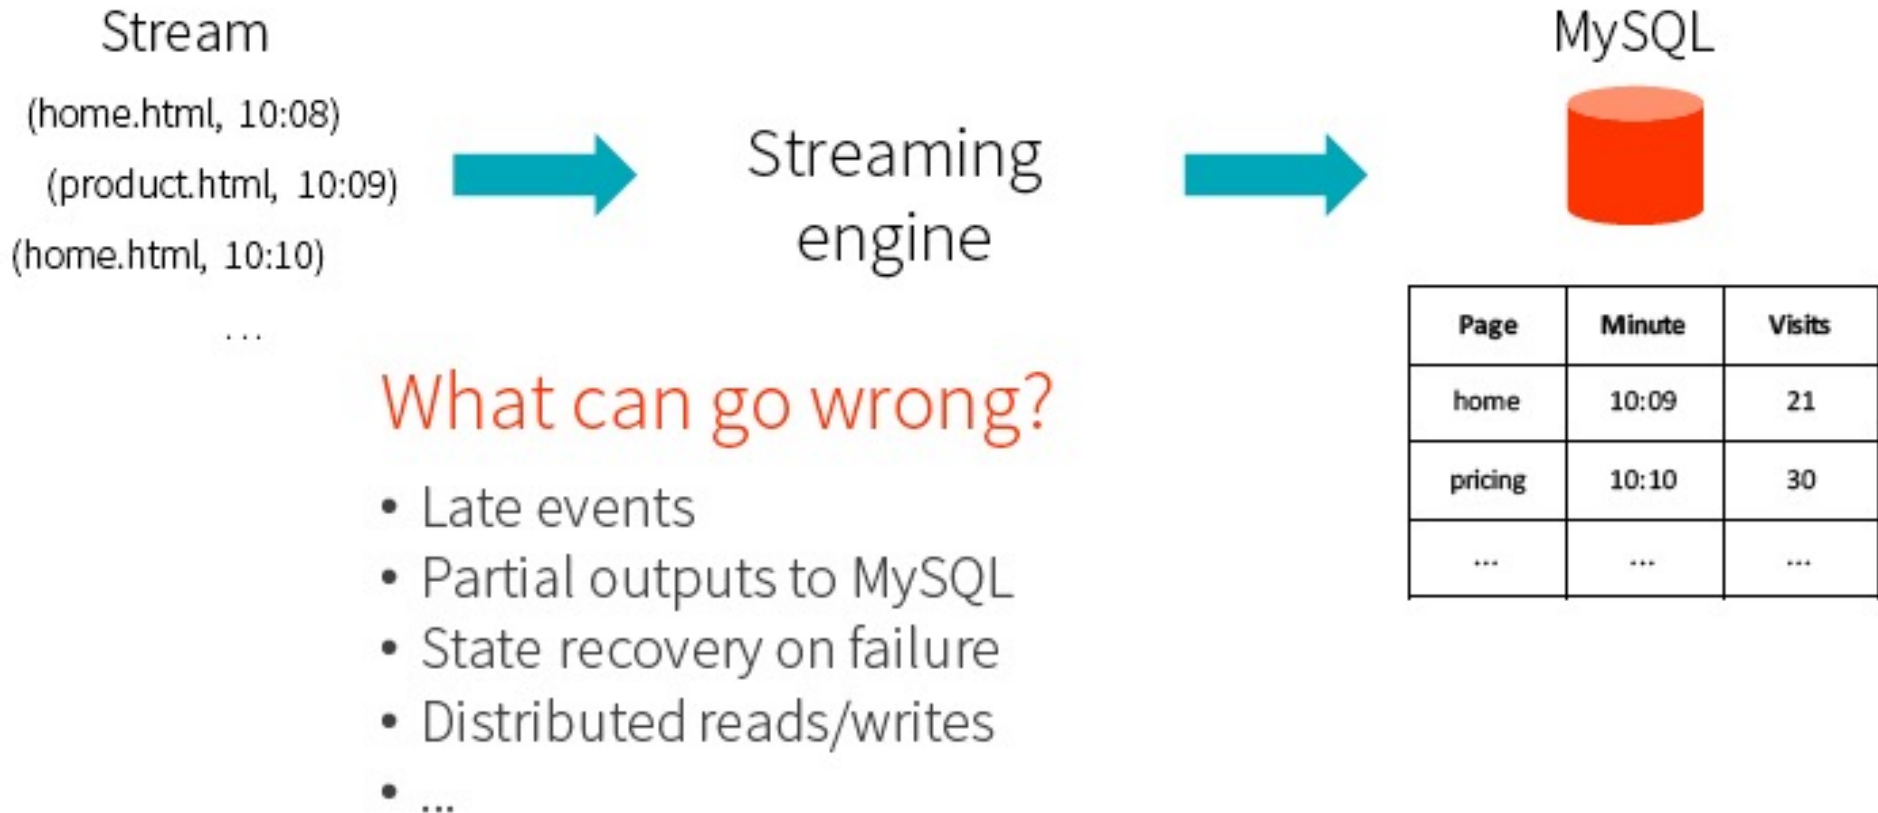 Stream
(home.html, 10:08)
(product.html, 10:09)
(home.html, 10:10)
...
Streaming
engine
MySQL
Page Minute Visits
home 10:09 21
pricing 10:10 30
... ... ...
What can go wrong?
• Late events
• Partial outputs to MySQL
• State recovery on failure
• Distributed reads/writes
• ...